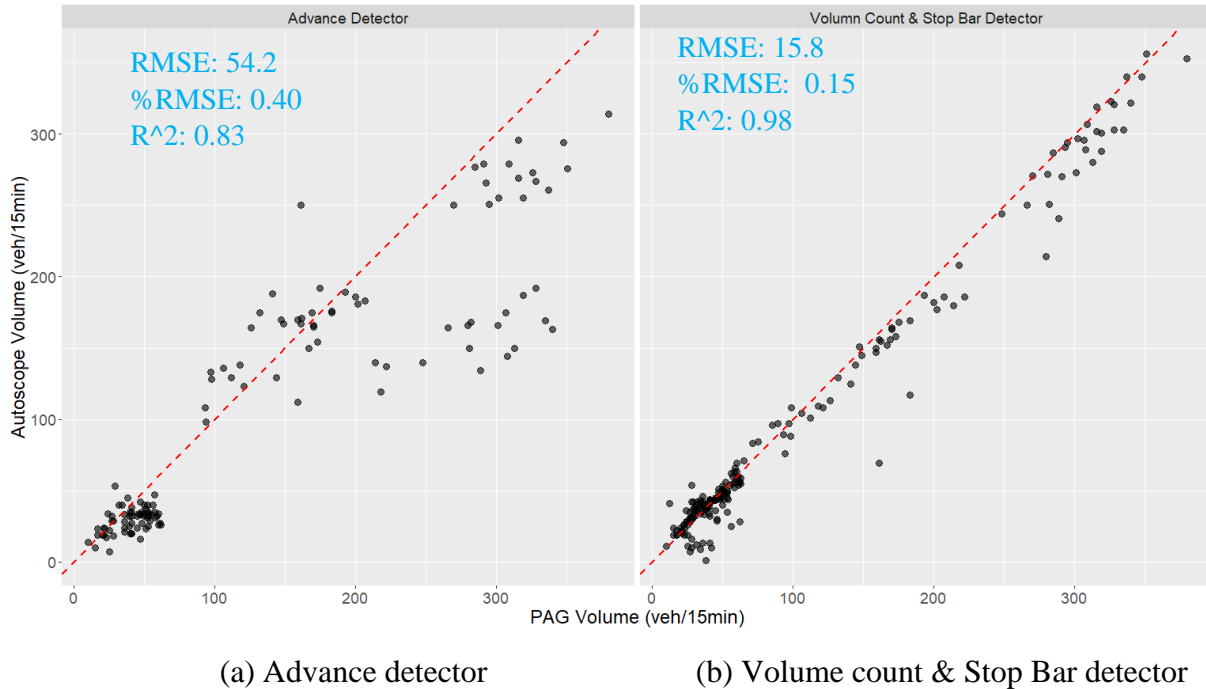 Advance Detector
Volumn Count & Stop Bar Detector
RMSE: 54.2
%RMSE: 0.40
R^2: 0.83
RMSE: 15.8
%RMSE: 0.15
R^2: 0.98
Autoscope Volume (veh/15min)
300
200
100
0
0 100 200 300
0 100 200 300
PAG Volume (veh/15min)
(a) Advance detector
(b) Volume count & Stop Bar detector